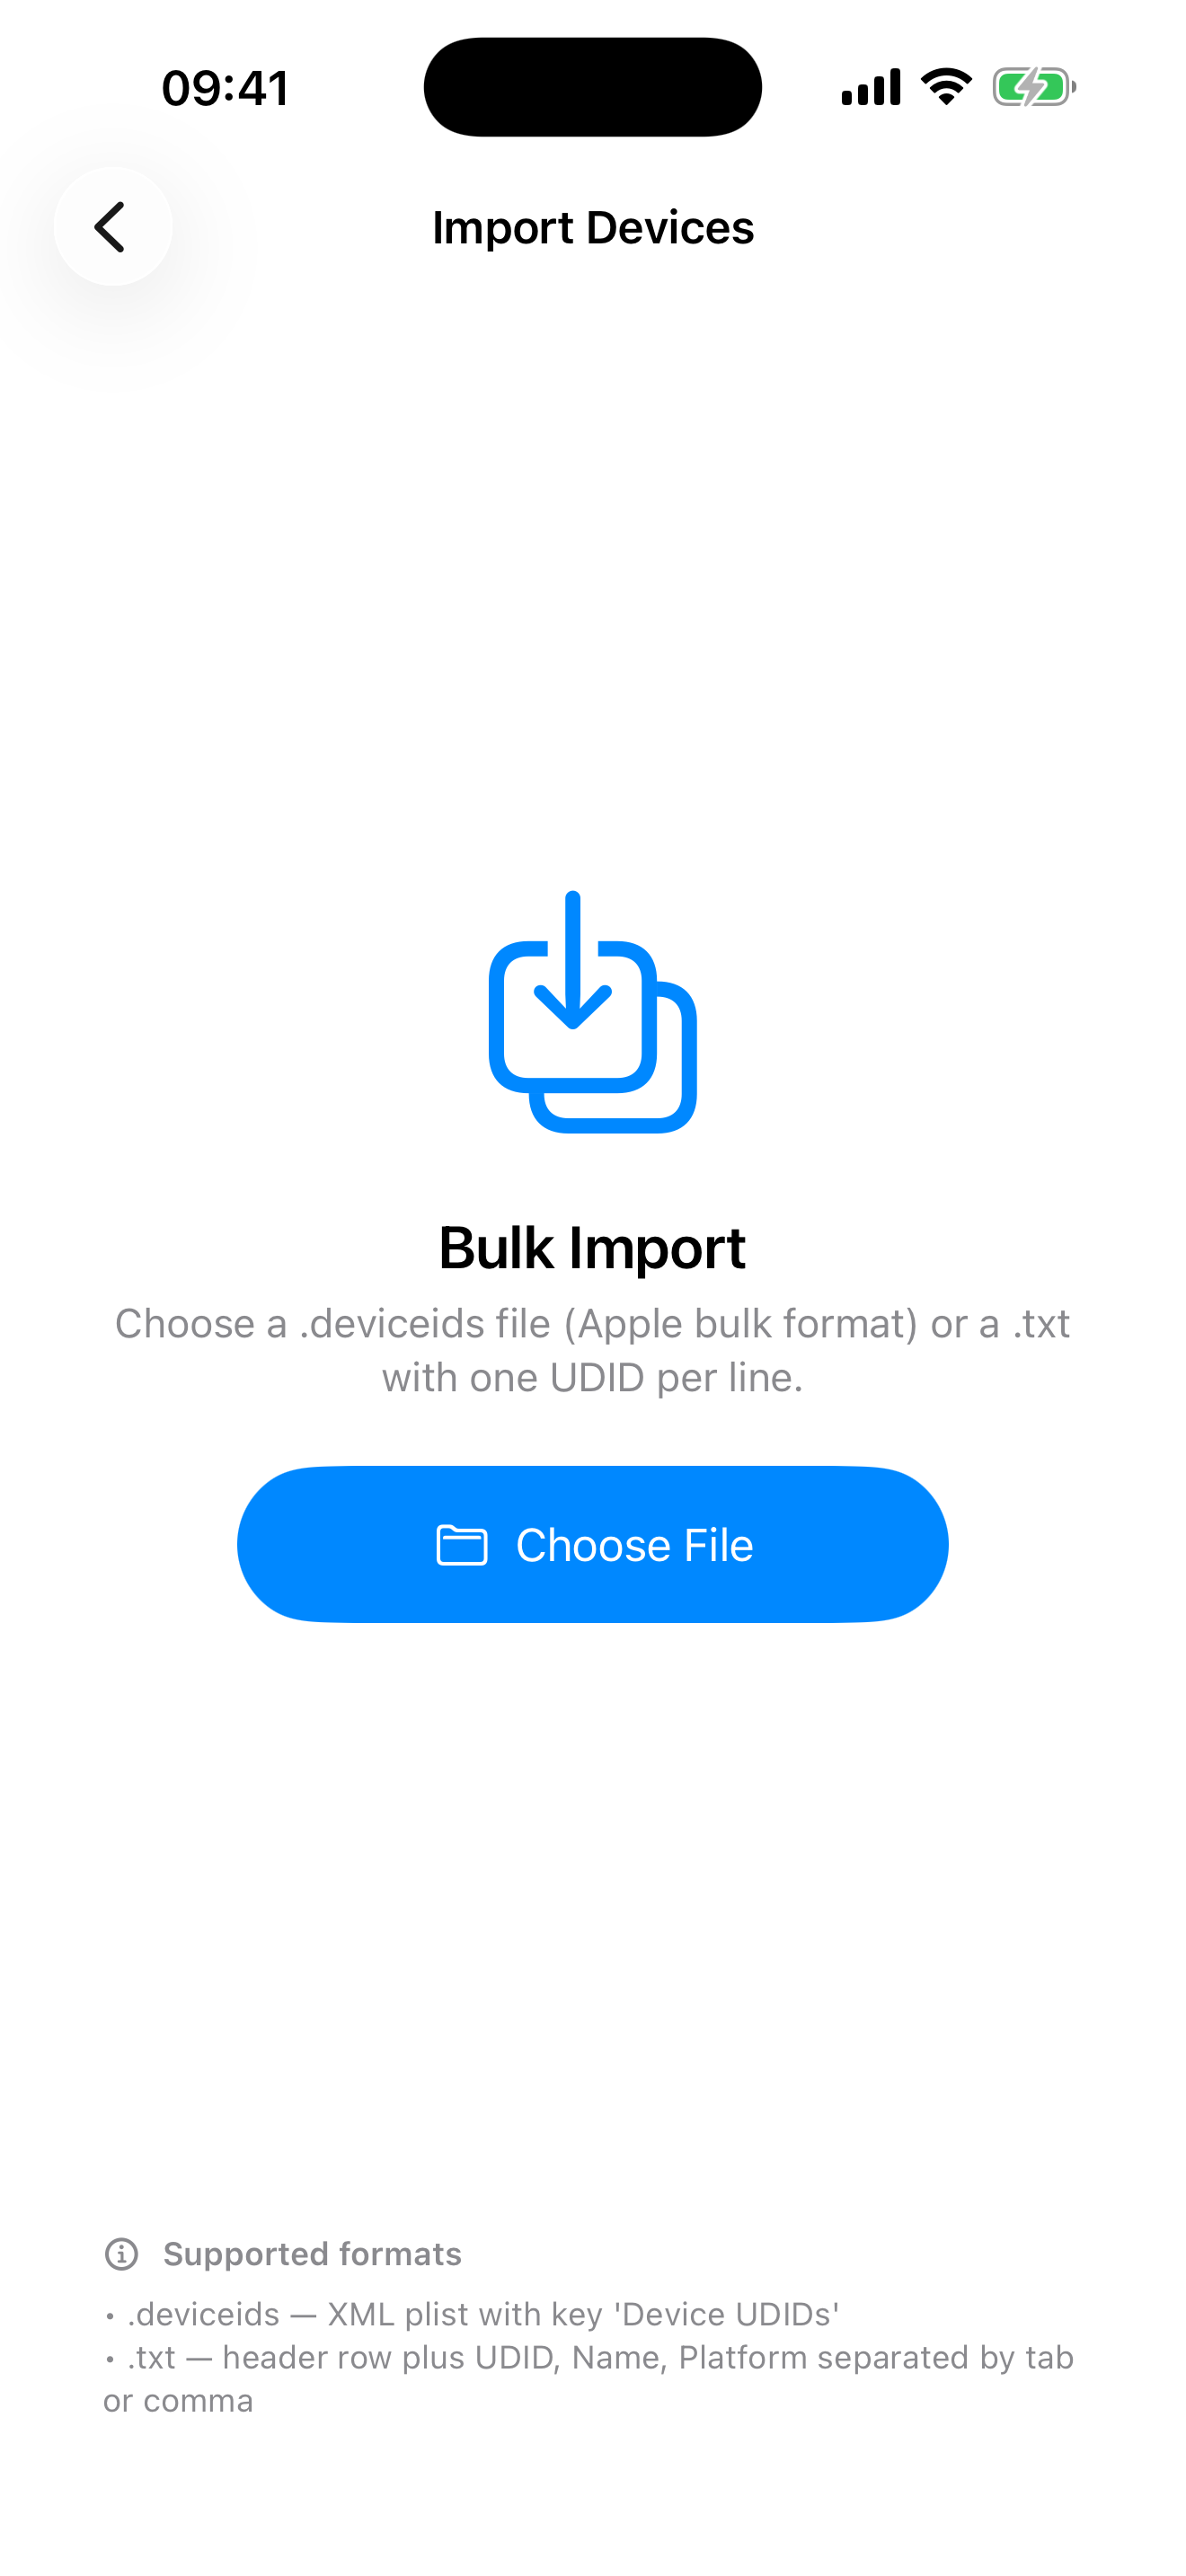 09:41
Import Devices
Bulk Import
Choose a .deviceids file (Apple bulk format) or a .txt
with one UDID per line.
Choose File
Supported formats
• .deviceids — XML plist with key 'Device UDIDs'
• .txt — header row plus UDID, Name, Platform separated by tab
or comma